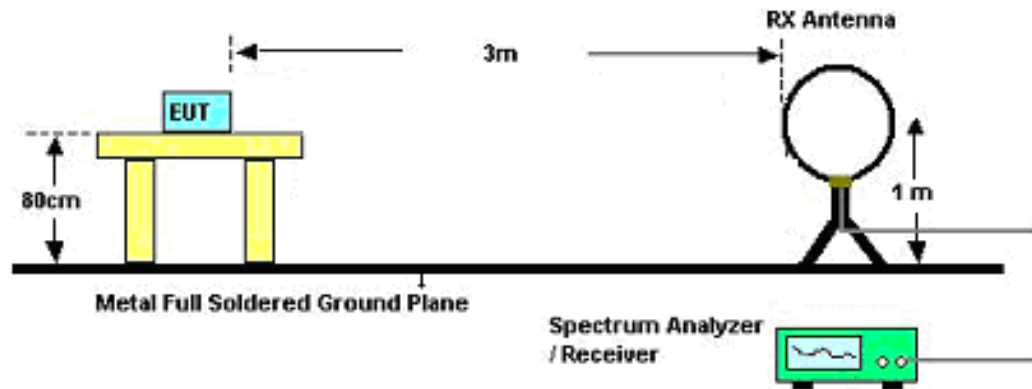 RX Antenna
3m
EUT
80cm
1 m
Metal Full Soldered Ground Plane
Spectrum Analyzer
/ Receiver